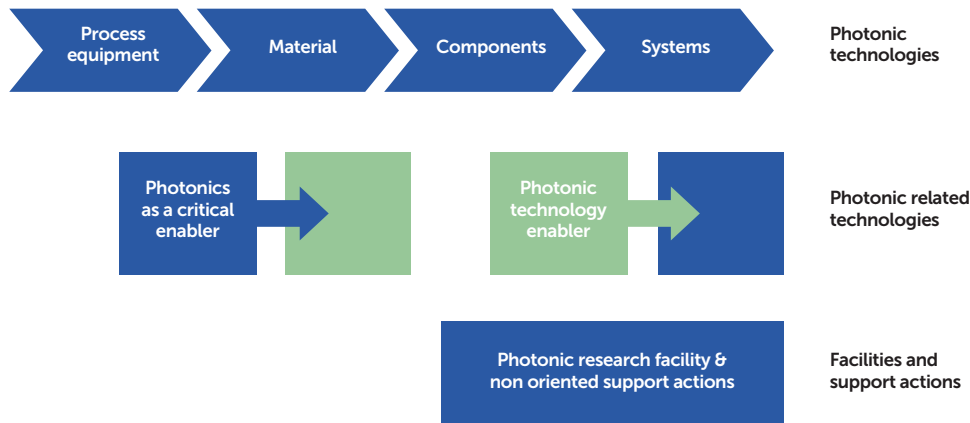 Process
equipment
Material
Components
Systems
Photonic
technologies
Photonics
as a critical
enabler
Photonic
technology
enabler
Photonic related
technologies
Photonic research facility &
non oriented support actions
Facilities and
support actions